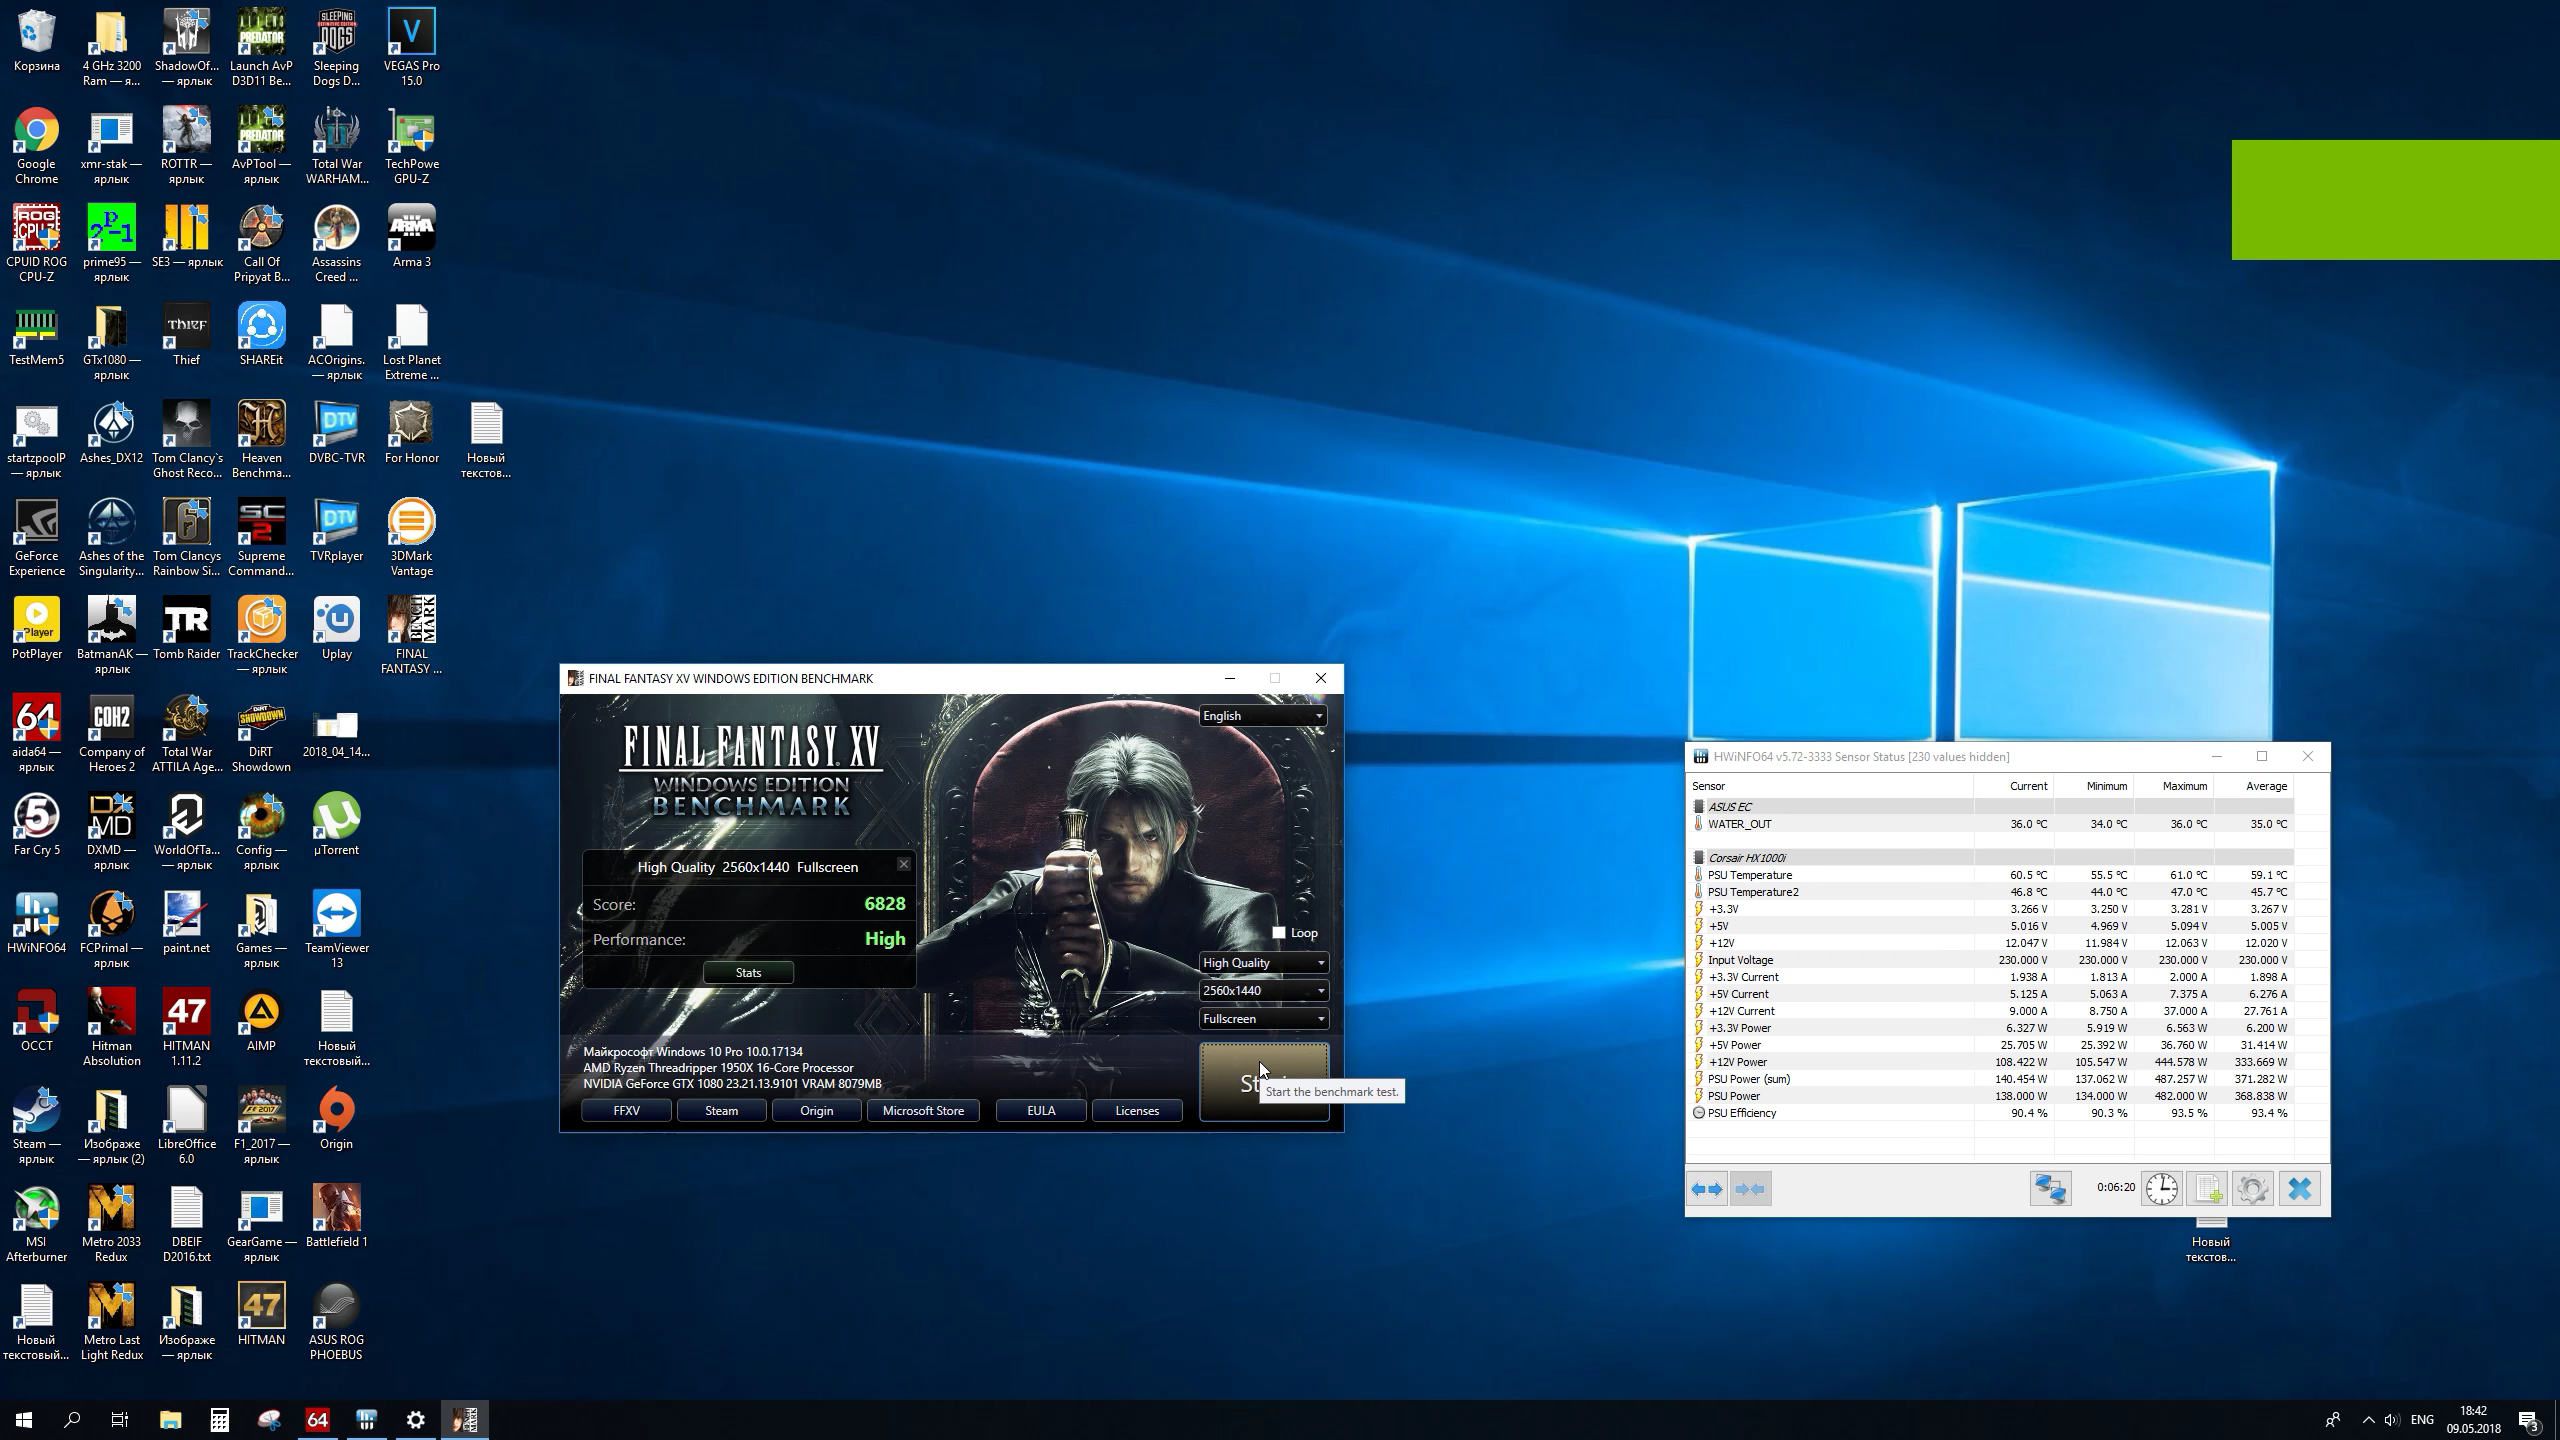 Корзина
4 GHz 3200
Ram — я...
ShadowOf...
— ярлык
Launch AvP
D3D11 Be...
SLEEPING
DOGS
Sleeping
Dogs D...
VEGAS Pro
15.0
Google
Chrome
xmr-stak —
ярлык
ROTTR —
ярлык
AvPTool —
ярлык
Total War
WARHAM...
TechPowe
GPU-Z
CPUID ROG
CPU-Z
prime95 —
ярлык
SE3 — ярлык
Call Of
Pripyat B...
Assassins
Creed ...
Arma 3
TestMem5
GTx1080 —
ярлык
Thief
SHAREit
ACOrigins.
— ярлык
Lost Planet
Extreme ...
startzpoolP
— ярлык
Ashes_DX12
Tom Clancy`s
Ghost Reco...
Heaven
Benchma...
DVBC-TVR
For Honor
Новый
текстов...
GeForce
Experience
Ashes of the
Singularity...
Tom Clancys
Rainbow Si...
Supreme
Command...
TVRplayer
3DMark
Vantage
PotPlayer
BatmanAK —
ярлык
Tomb Raider
TrackChecker
— ярлык
Uplay
FINAL
FANTASY ...
aida64 —
ярлык
Company of
Heroes 2
Total War
ATTILA Age...
DiRT
Showdown
2018_04_14...
Far Cry 5
DXMD —
ярлык
WorldOfTa...
— ярлык
Config —
ярлык
µTorrent
HWiNFO64
FCPrimal —
ярлык
paint.net
Games —
ярлык
TeamViewer
13
OCCT
Hitman
Absolution
HITMAN
1.11.2
AIMP
Новый
текстовый...
Steam —
ярлык
Изображе
— ярлык (2)
LibreOffice
6.0
F1_2017 —
ярлык
Origin
MSI
Afterburner
Metro 2033
Redux
DBEIF
D2016.txt
GearGame —
ярлык
Battlefield 1
Новый
текстовый...
Metro Last
Light Redux
Изображе
— ярлык
HITMAN
ASUS ROG
PHOEBUS
FINAL FANTASY XV WINDOWS EDITION BENCHMARK
English
FINAL FANTASY XV
WINDOWS EDITION
BENCHMARK
High Quality 2560x1440 Fullscreen
Score: 6828
Performance: High
Stats
Loop
High Quality
2560x1440
Fullscreen
Майкрософт Windows 10 Pro 10.0.17134
AMD Ryzen Threadripper 1950X 16-Core Processor
NVIDIA GeForce GTX 1080 23.21.13.9101 VRAM 8079MB
Start the benchmark test.
FFXV Steam Origin Microsoft Store EULA Licenses
HWiNFO64 v5.72-3333 Sensor Status [230 values hidden]
Sensor Current Minimum Maximum Average
ASUS EC
WATER_OUT 36.0 °C 34.0 °C 36.0 °C 35.0 °C
Corsair HX1000i
PSU Temperature 60.5 °C 55.5 °C 61.0 °C 59.1 °C
PSU Temperature2 46.8 °C 44.0 °C 47.0 °C 45.7 °C
+3.3V 3.266 V 3.250 V 3.281 V 3.267 V
+5V 5.016 V 4.969 V 5.094 V 5.005 V
+12V 12.047 V 11.984 V 12.063 V 12.020 V
Input Voltage 230.000 V 230.000 V 230.000 V 230.000 V
+3.3V Current 1.938 A 1.813 A 2.000 A 1.898 A
+5V Current 5.125 A 5.063 A 7.375 A 6.276 A
+12V Current 9.000 A 8.750 A 37.000 A 27.761 A
+3.3V Power 6.327 W 5.919 W 6.563 W 6.200 W
+5V Power 25.705 W 25.392 W 36.760 W 31.414 W
+12V Power 108.422 W 105.547 W 444.578 W 333.669 W
PSU Power (sum) 140.454 W 137.062 W 487.257 W 371.282 W
PSU Power 138.000 W 134.000 W 482.000 W 368.838 W
PSU Efficiency 90.4 % 90.3 % 93.5 % 93.4 %
0:06:20
Новый
текстов...
64
ENG
18:42
09.05.2018
3